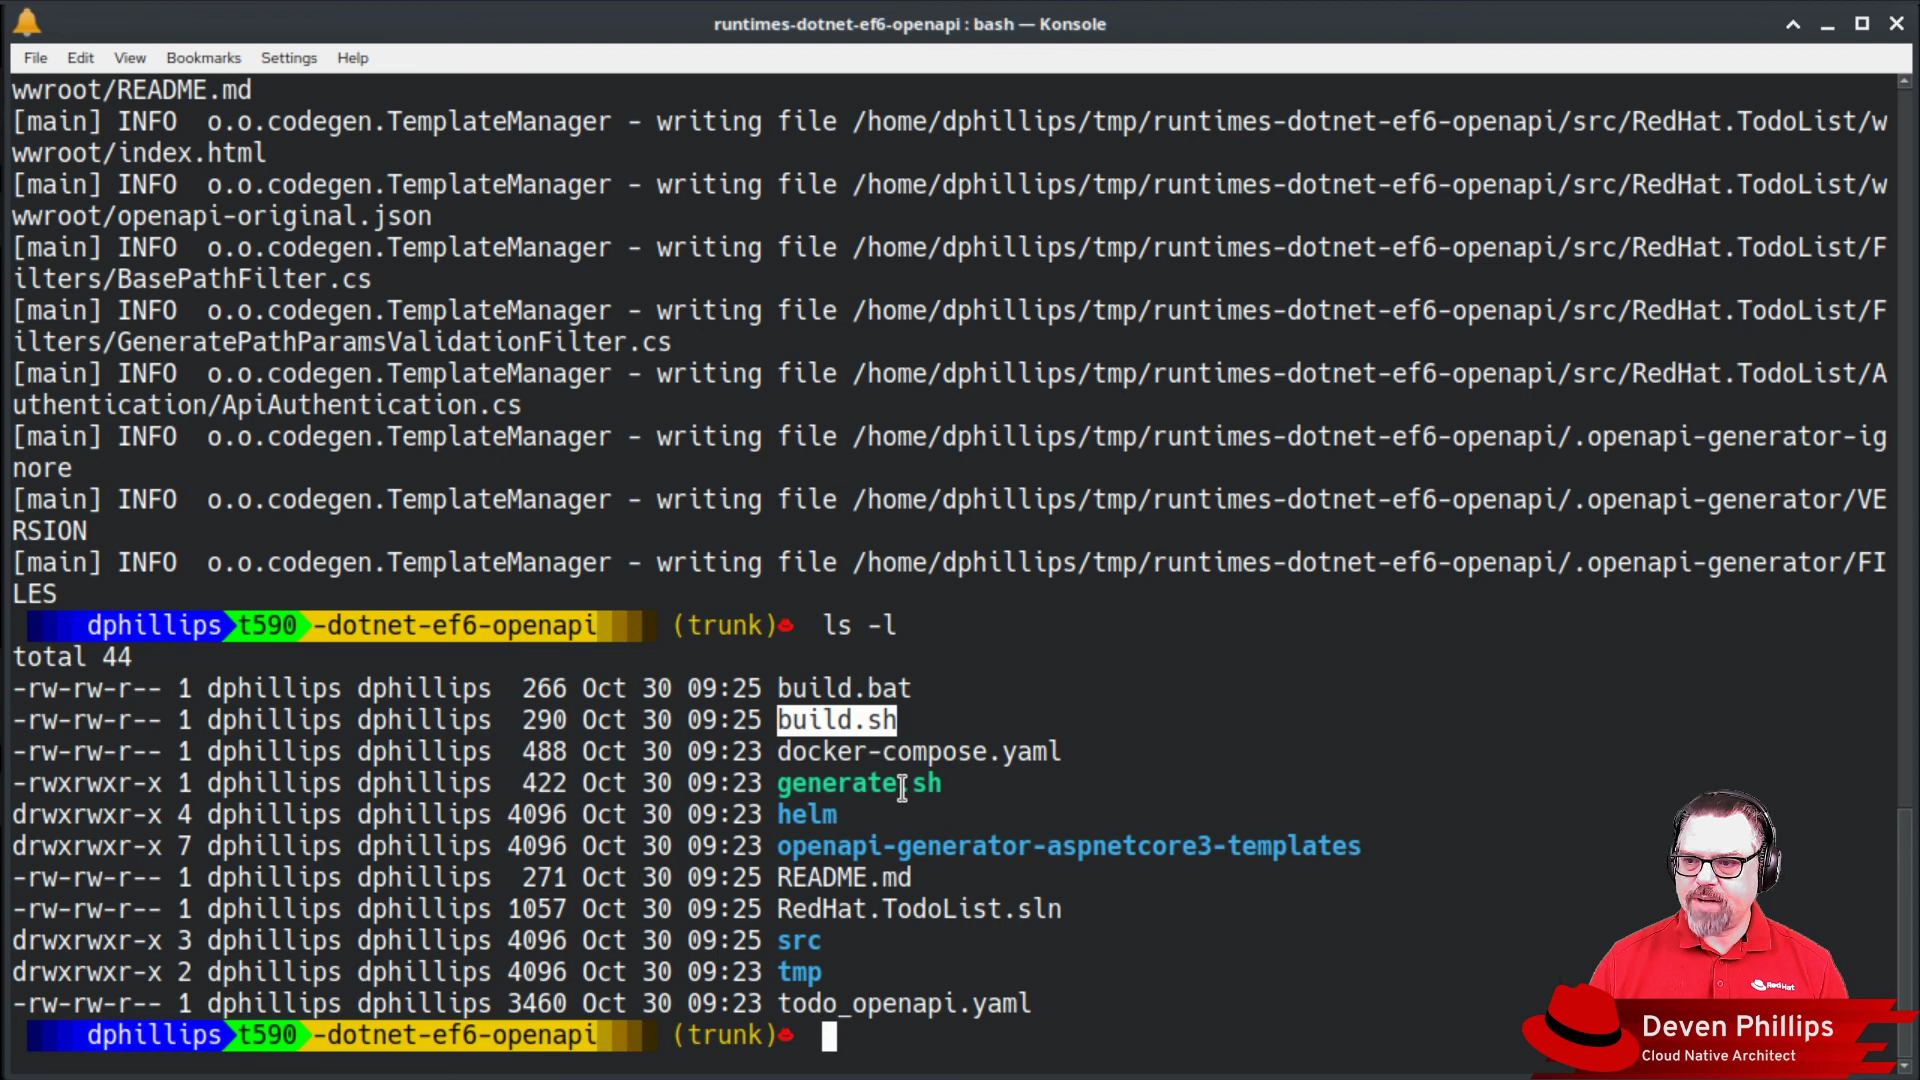 runtimes-dotnet-ef6-openapi : bash — Konsole
File Edit View Bookmarks Settings Help
wwroot/README.md
[main] INFO  o.o.codegen.TemplateManager - writing file /home/dphillips/tmp/runtimes-dotnet-ef6-openapi/src/RedHat.TodoList/w
wwroot/index.html
[main] INFO  o.o.codegen.TemplateManager - writing file /home/dphillips/tmp/runtimes-dotnet-ef6-openapi/src/RedHat.TodoList/w
wwroot/openapi-original.json
[main] INFO  o.o.codegen.TemplateManager - writing file /home/dphillips/tmp/runtimes-dotnet-ef6-openapi/src/RedHat.TodoList/F
ilters/BasePathFilter.cs
[main] INFO  o.o.codegen.TemplateManager - writing file /home/dphillips/tmp/runtimes-dotnet-ef6-openapi/src/RedHat.TodoList/F
ilters/GeneratePathParamsValidationFilter.cs
[main] INFO  o.o.codegen.TemplateManager - writing file /home/dphillips/tmp/runtimes-dotnet-ef6-openapi/src/RedHat.TodoList/A
uthentication/ApiAuthentication.cs
[main] INFO  o.o.codegen.TemplateManager - writing file /home/dphillips/tmp/runtimes-dotnet-ef6-openapi/.openapi-generator-ig
nore
[main] INFO  o.o.codegen.TemplateManager - writing file /home/dphillips/tmp/runtimes-dotnet-ef6-openapi/.openapi-generator/VE
RSION
[main] INFO  o.o.codegen.TemplateManager - writing file /home/dphillips/tmp/runtimes-dotnet-ef6-openapi/.openapi-generator/FI
LES
dphillips t590 -dotnet-ef6-openapi (trunk) ls -l
total 44
-rw-rw-r-- 1 dphillips dphillips  266 Oct 30 09:25 build.bat
-rw-rw-r-- 1 dphillips dphillips  290 Oct 30 09:25 build.sh
-rw-rw-r-- 1 dphillips dphillips  488 Oct 30 09:23 docker-compose.yaml
-rwxrwxr-x 1 dphillips dphillips  422 Oct 30 09:23 generate.sh
drwxrwxr-x 4 dphillips dphillips 4096 Oct 30 09:23 helm
drwxrwxr-x 7 dphillips dphillips 4096 Oct 30 09:23 openapi-generator-aspnetcore3-templates
-rw-rw-r-- 1 dphillips dphillips  271 Oct 30 09:25 README.md
-rw-rw-r-- 1 dphillips dphillips 1057 Oct 30 09:25 RedHat.TodoList.sln
drwxrwxr-x 3 dphillips dphillips 4096 Oct 30 09:25 src
drwxrwxr-x 2 dphillips dphillips 4096 Oct 30 09:23 tmp
-rw-rw-r-- 1 dphillips dphillips 3460 Oct 30 09:23 todo_openapi.yaml
dphillips t590 -dotnet-ef6-openapi (trunk)
Red Hat
Deven Phillips
Cloud Native Architect